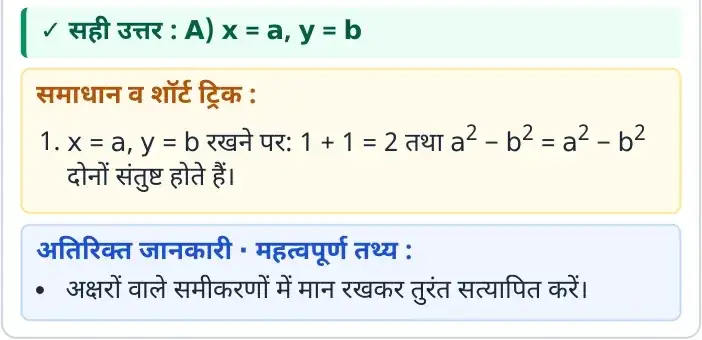 ✓ सही उत्तर : A) x = a, y = b
समाधान व शॉर्ट ट्रिक :
1. x = a, y = b रखने पर: 1 + 1 = 2 तथा a² − b² = a² − b²
दोनों संतुष्ट होते हैं।
अतिरिक्त जानकारी · महत्वपूर्ण तथ्य :
• अक्षरों वाले समीकरणों में मान रखकर तुरंत सत्यापित करें।